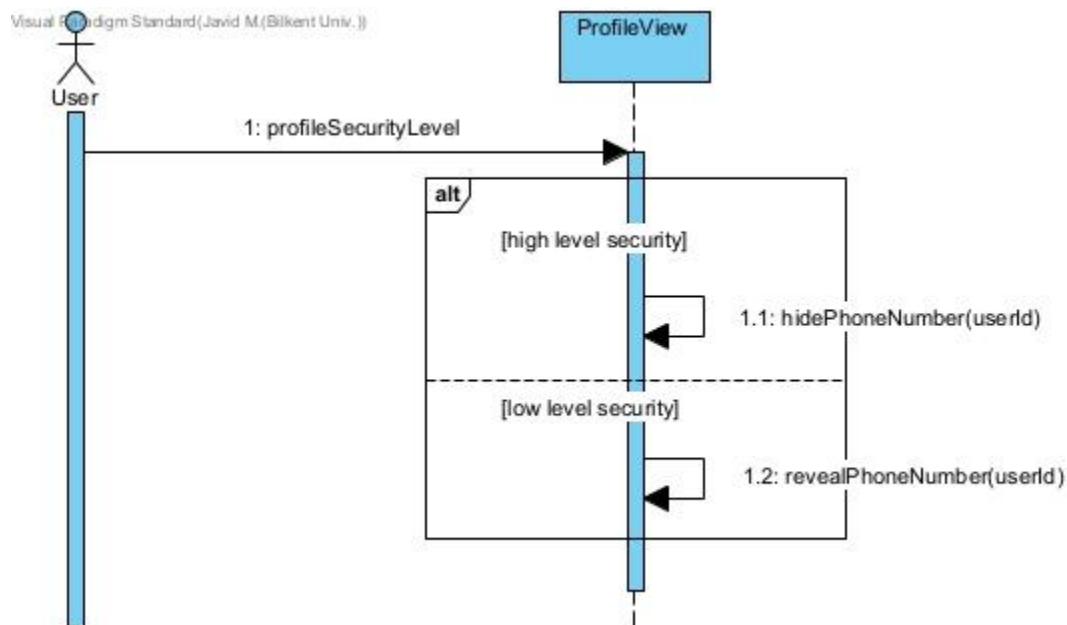 Visual Paradigm Standard(Javid M.(Bilkent Univ.))
ProfileView
User
1: profileSecurityLevel
alt
[high level security]
1.1: hidePhoneNumber(userId)
[low level security]
1.2: revealPhoneNumber(userId)